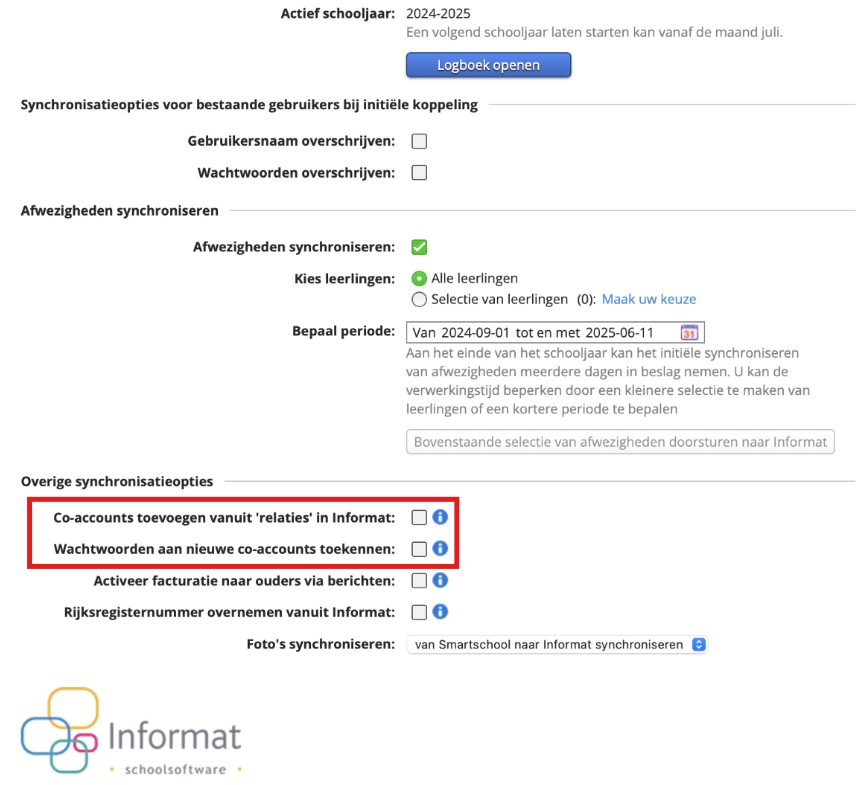 Actief schooljaar: 2024-2025
Een volgend schooljaar laten starten kan vanaf de maand juli.
Logboek openen
Synchronisatieopties voor bestaande gebruikers bij initiële koppeling
Gebruikersnaam overschrijven:
Wachtwoorden overschrijven:
Afwezigheden synchroniseren
Afwezigheden synchroniseren:
Kies leerlingen: Alle leerlingen
Selectie van leerlingen (0): Maak uw keuze
Bepaal periode: Van 2024-09-01 tot en met 2025-06-11 31
Aan het einde van het schooljaar kan het initiële synchroniseren
van afwezigheden meerdere dagen in beslag nemen. U kan de
verwerkingstijd beperken door een kleinere selectie te maken van
leerlingen of een kortere periode te bepalen
Bovenstaande selectie van afwezigheden doorsturen naar Informat
Overige synchronisatieopties
Co-accounts toevoegen vanuit 'relaties' in Informat:
Wachtwoorden aan nieuwe co-accounts toekennen:
Activeer facturatie naar ouders via berichten:
Rijksregisternummer overnemen vanuit Informat:
Foto's synchroniseren: van Smartschool naar Informat synchroniseren
Informat
schoolsoftware